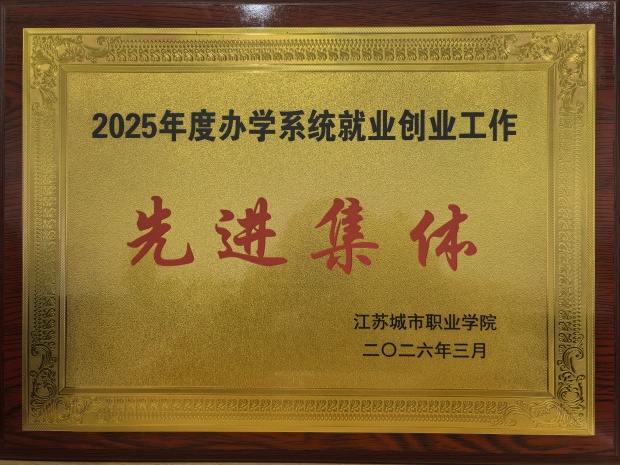 2025年度办学系统就业创业工作
先进集体
江苏城市职业学院
二〇二六年三月